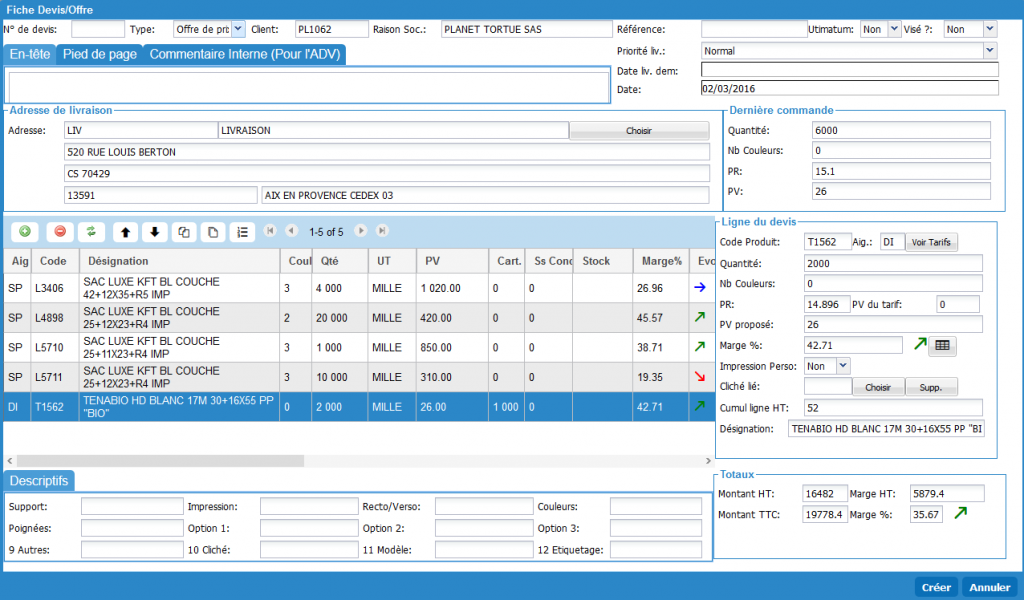 Fiche Devis/Offre
N° de devis: Type: Offre de pri Client: PL1062 Raison Soc.: PLANET TORTUE SAS Référence: Utimatum: Non Visé ?: Non
En-tête Pied de page Commentaire Interne (Pour l'ADV)
Priorité liv.: Normal
Date liv. dem:
Date: 02/03/2016
Adresse de livraison
Adresse: LIV LIVRAISON Choisir
520 RUE LOUIS BERTON
CS 70429
13591 AIX EN PROVENCE CEDEX 03
Dernière commande
Quantité: 6000
Nb Couleurs: 0
PR: 15.1
PV: 26
1-5 of 5
Aig Code Désignation Coul Qté UT PV Cart. Ss Cond Stock Marge% Evo
SP L3406 SAC LUXE KFT BL COUCHE 42+12X35+R5 IMP 3 4 000 MILLE 1 020.00 0 0 26.96
SP L4898 SAC LUXE KFT BL COUCHE 25+12X23+R4 IMP 2 20 000 MILLE 420.00 0 0 45.57
SP L5710 SAC LUXE KFT BL COUCHE 25+11X23+R4 IMP 3 1 000 MILLE 850.00 0 0 38.71
SP L5711 SAC LUXE KFT BL COUCHE 25+12X23+R4 IMP 3 10 000 MILLE 310.00 0 0 19.35
DI T1562 TENABIO HD BLANC 17M 30+16X55 PP "BIO" 0 2 000 MILLE 26.00 1 000 0 42.71
Ligne du devis
Code Produit: T1562 Aig.: DI Voir Tarifs
Quantité: 2000
Nb Couleurs: 0
PR: 14.896 PV du tarif: 0
PV proposé: 26
Marge %: 42.71
Impression Perso: Non
Cliché lié: Choisir Supp.
Cumul ligne HT: 52
Désignation: TENABIO HD BLANC 17M 30+16X55 PP "BI
Descriptifs
Support: Impression: Recto/Verso: Couleurs:
Poignées: Option 1: Option 2: Option 3:
9 Autres: 10 Cliché: 11 Modèle: 12 Etiquetage:
Totaux
Montant HT: 16482 Marge HT: 5879.4
Montant TTC: 19778.4 Marge %: 35.67
Créer Annuler